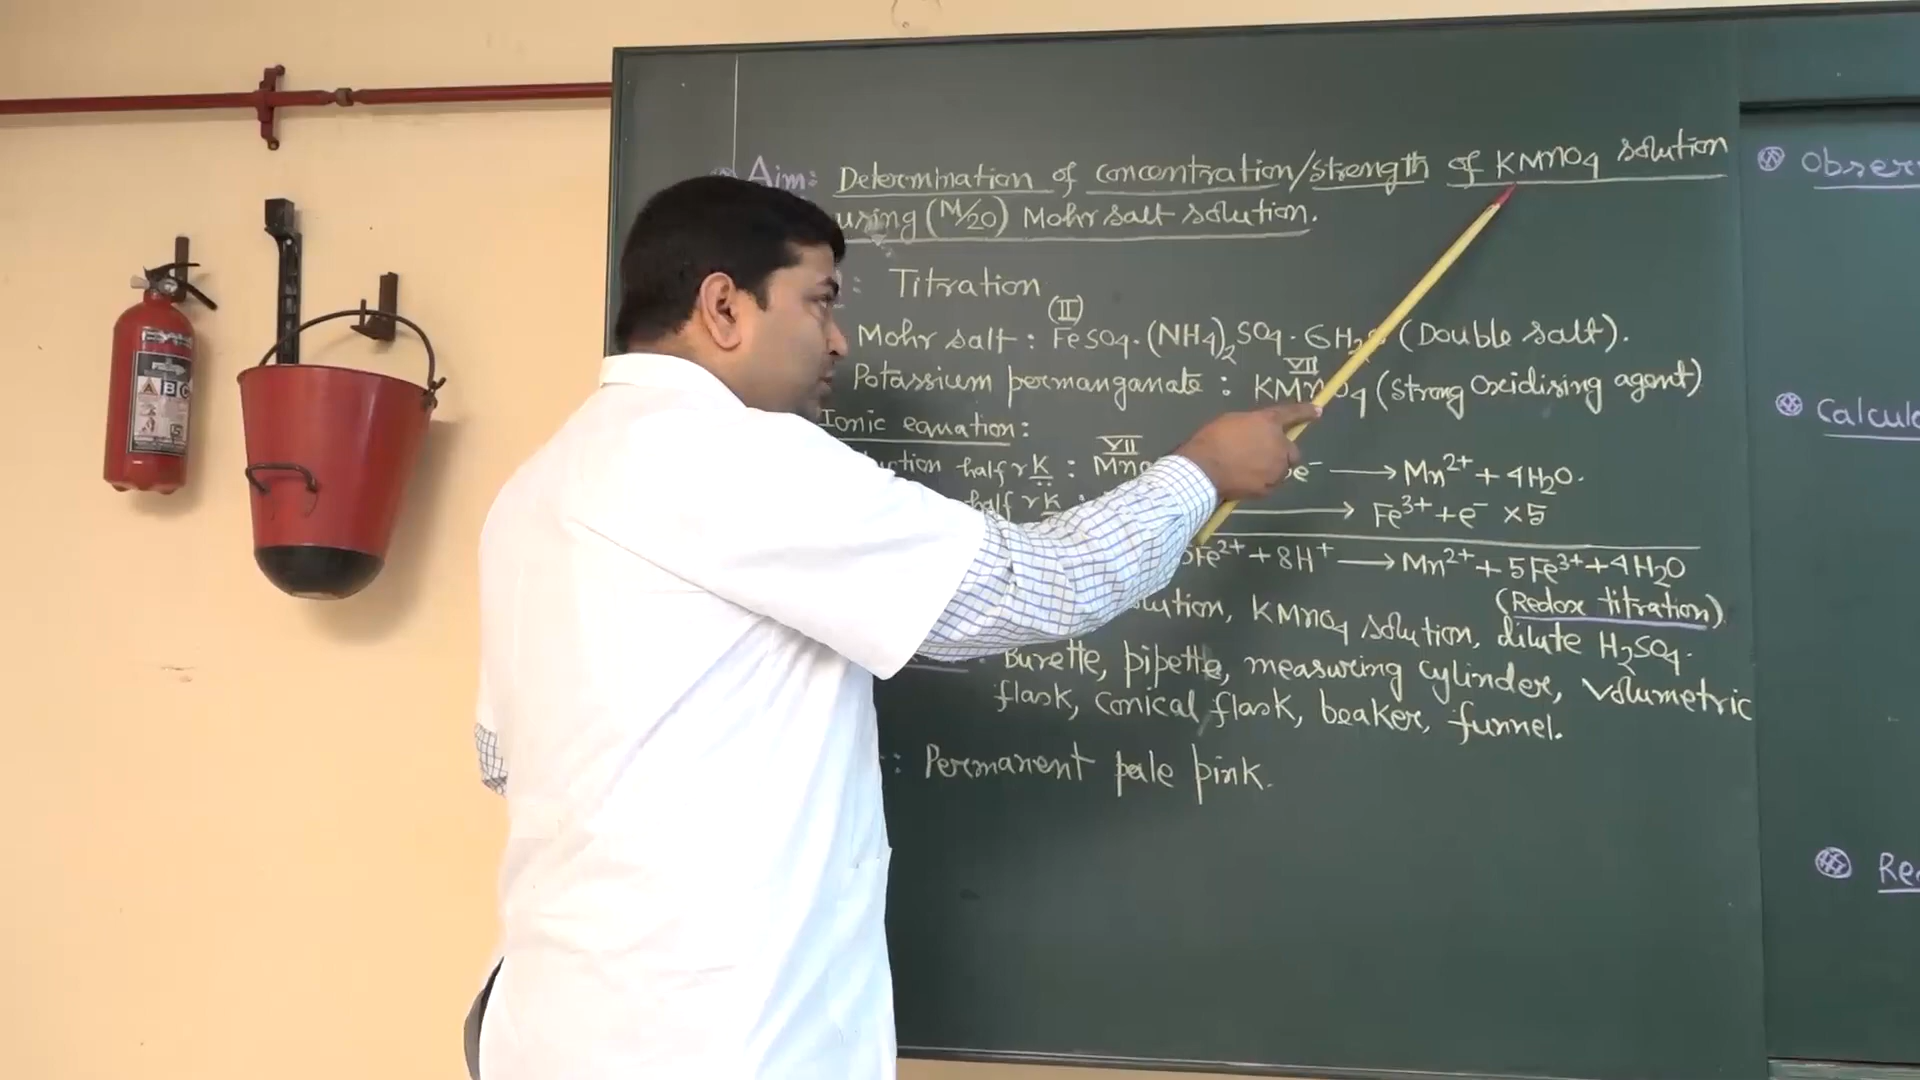 Aim: Determination of concentration/strength of KMnO4 solution
using (M/20) Mohr salt solution.
: Titration
(II)
Mohr salt : FeSO4.(NH4)2SO4.6H2 (Double salt).
VII
Potassium permanganate : KMnO4 (strong Oxidising agent)
Ionic equation:
VII
half rk : Mn e⁻ ⟶ Mn²⁺ + 4H2O.
half rk : ⟶ Fe³⁺ + e⁻ ×5
Fe²⁺ + 8H⁺ ⟶ Mn²⁺ + 5Fe³⁺ + 4H2O
(Redox titration)
KMnO4 solution, dilute H2SO4.
: Burette, pipette, measuring cylinder, Volumetric
flask, Conical flask, beaker, funnel.
: Permanent pale pink.
Obser
Calcul
Re
A B C